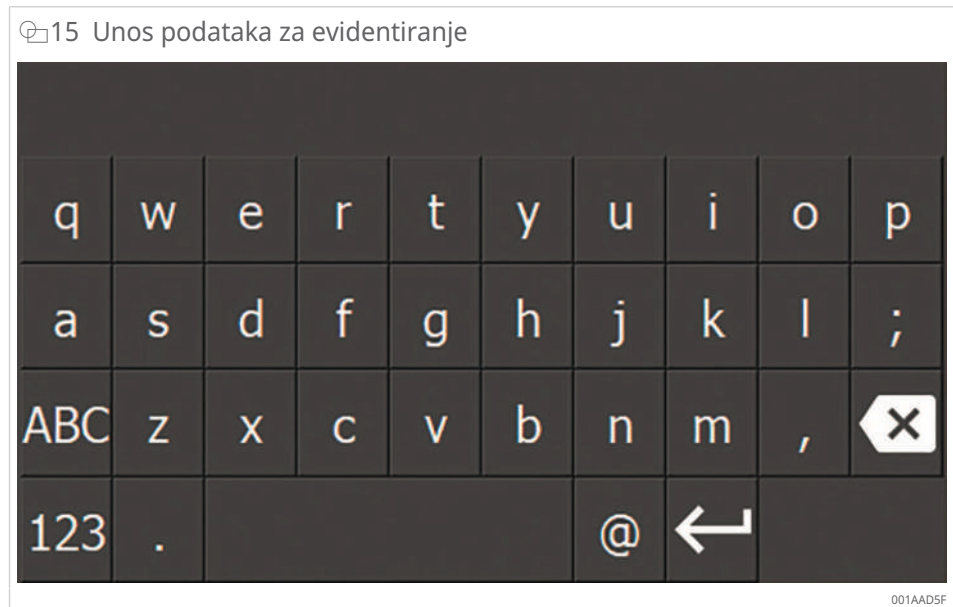 15 Unos podataka za evidentiranje
q w e r t y u i o p
a s d f g h j k l ;
ABC z x c v b n m ,
123 . @
001AAD5F